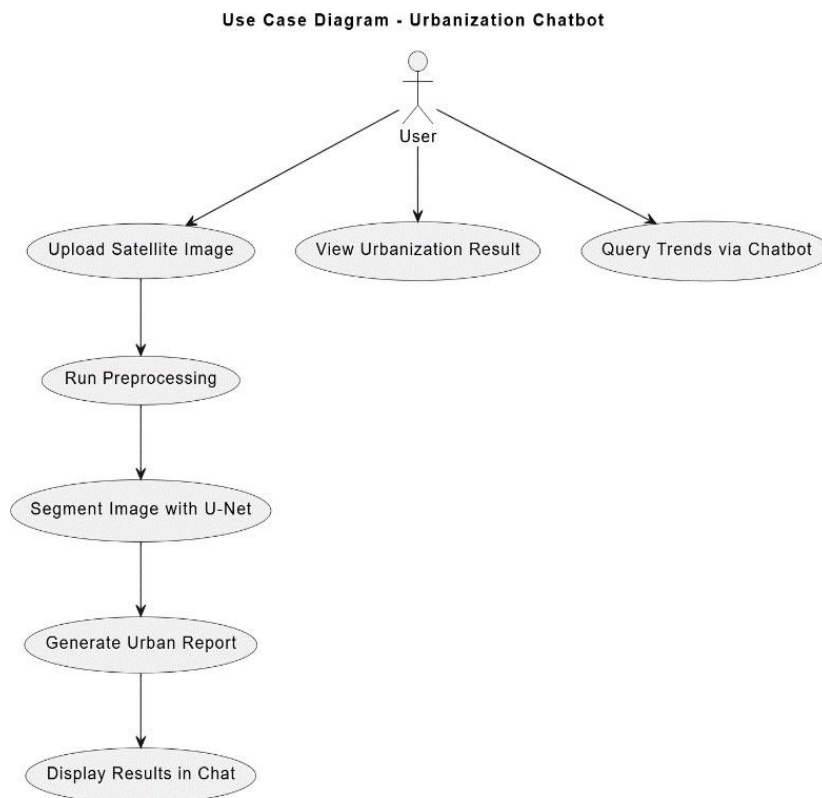 Use Case Diagram - Urbanization Chatbot
User
Upload Satellite Image
View Urbanization Result
Query Trends via Chatbot
Run Preprocessing
Segment Image with U-Net
Generate Urban Report
Display Results in Chat